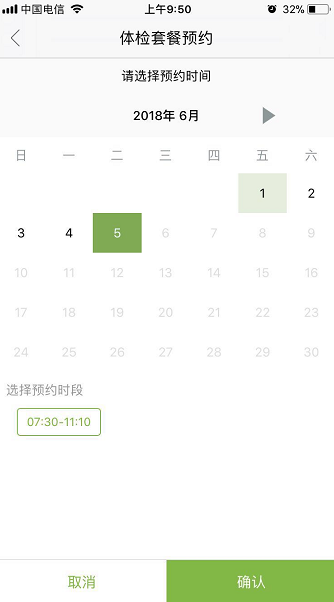 中国电信 上午9:50 32%
体检套餐预约
请选择预约时间
2018年 6月
日 一 二 三 四 五 六
1 2
3 4 5 6 7 8 9
10 11 12 13 14 15 16
17 18 19 20 21 22 23
24 25 26 27 28 29 30
选择预约时段
07:30-11:10
取消 确认